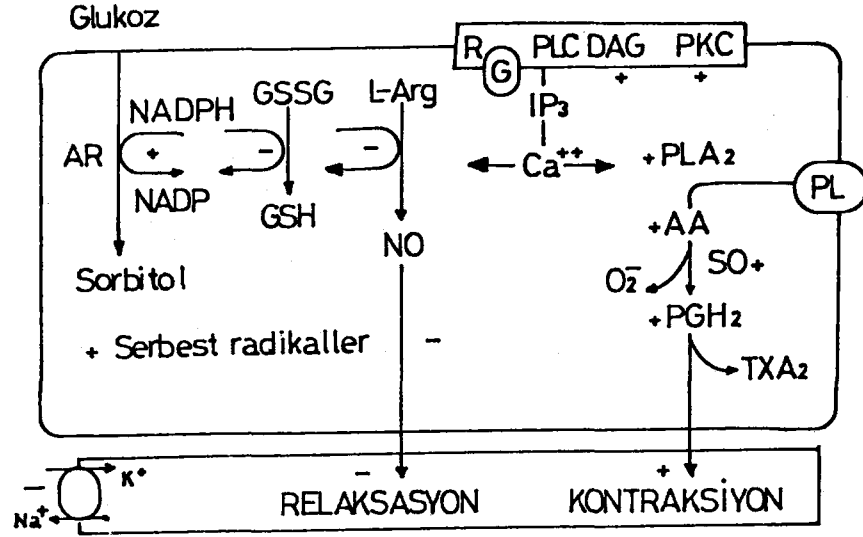 Glukoz
R G PLC DAG PKC
+ +
NADPH GSSG L-Arg IP3
AR + - - Ca++ +PLA2
NADP GSH PL
NO +AA
Sorbitol O2- SO+
+PGH2
+ Serbest radikaller -
TXA2
K+ - +
- RELAKSASYON KONTRAKSİYON
Na+